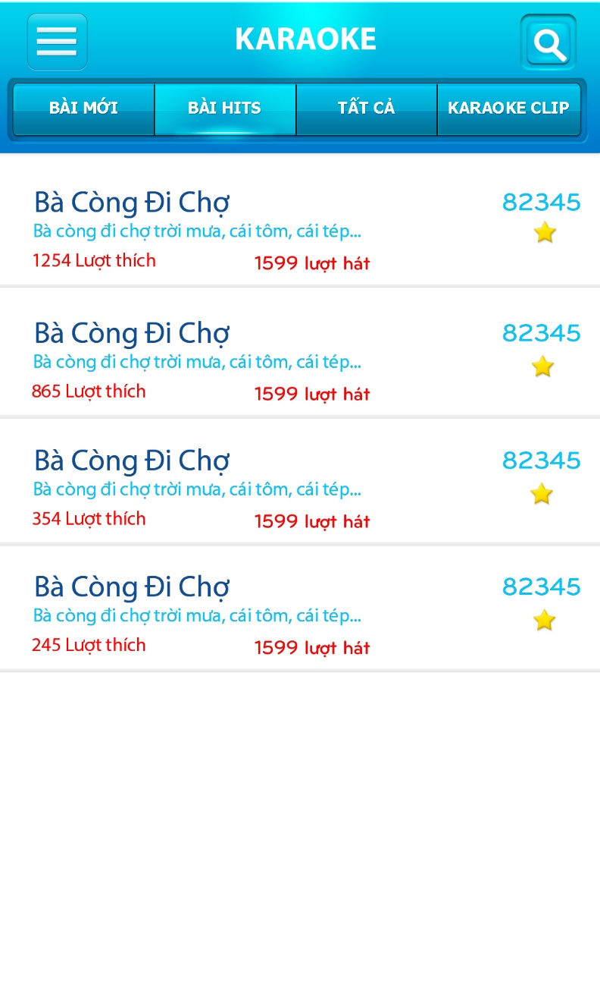 KARAOKE
BÀI MỚI BÀI HITS TẤT CẢ KARAOKE CLIP
Bà Còng Đi Chợ 82345
Bà còng đi chợ trời mưa, cái tôm, cái tép...
1254 Lượt thích 1599 lượt hát
Bà Còng Đi Chợ 82345
Bà còng đi chợ trời mưa, cái tôm, cái tép...
865 Lượt thích 1599 lượt hát
Bà Còng Đi Chợ 82345
Bà còng đi chợ trời mưa, cái tôm, cái tép...
354 Lượt thích 1599 lượt hát
Bà Còng Đi Chợ 82345
Bà còng đi chợ trời mưa, cái tôm, cái tép...
245 Lượt thích 1599 lượt hát